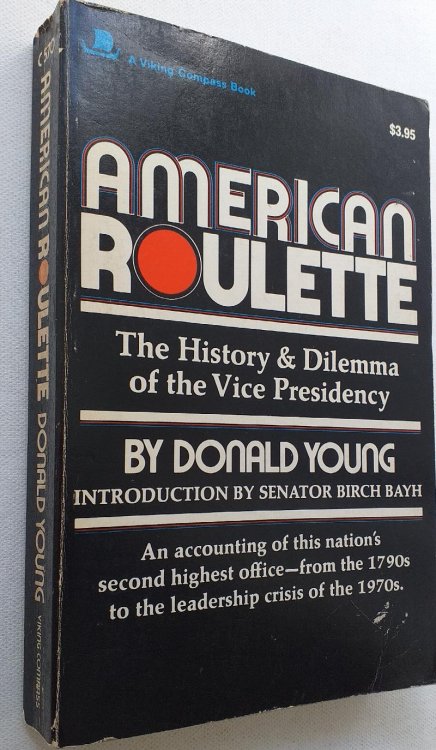 A Viking Compass Book
$3.95
AMERICAN
ROULETTE
The History & Dilemma
of the Vice Presidency
BY DONALD YOUNG
INTRODUCTION BY SENATOR BIRCH BAYH
An accounting of this nation's
second highest office—from the 1790s
to the leadership crisis of the 1970s.
AMERICAN ROULETTE DONALD YOUNG VIKING COMPASS